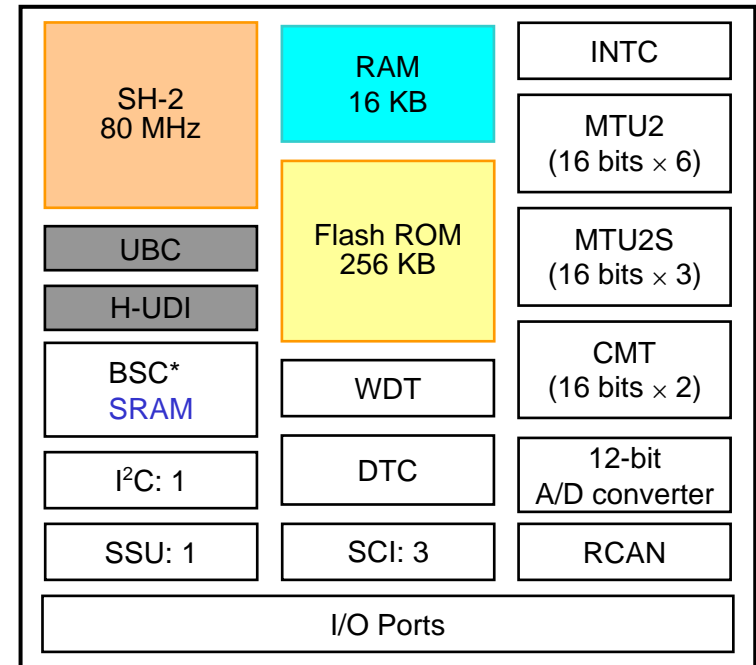 SH-2
80 MHz
UBC
H-UDI
BSC*
SRAM
I²C: 1
SSU: 1
RAM
16 KB
Flash ROM
256 KB
WDT
DTC
SCI: 3
INTC
MTU2
(16 bits × 6)
MTU2S
(16 bits × 3)
CMT
(16 bits × 2)
12-bit
A/D converter
RCAN
I/O Ports